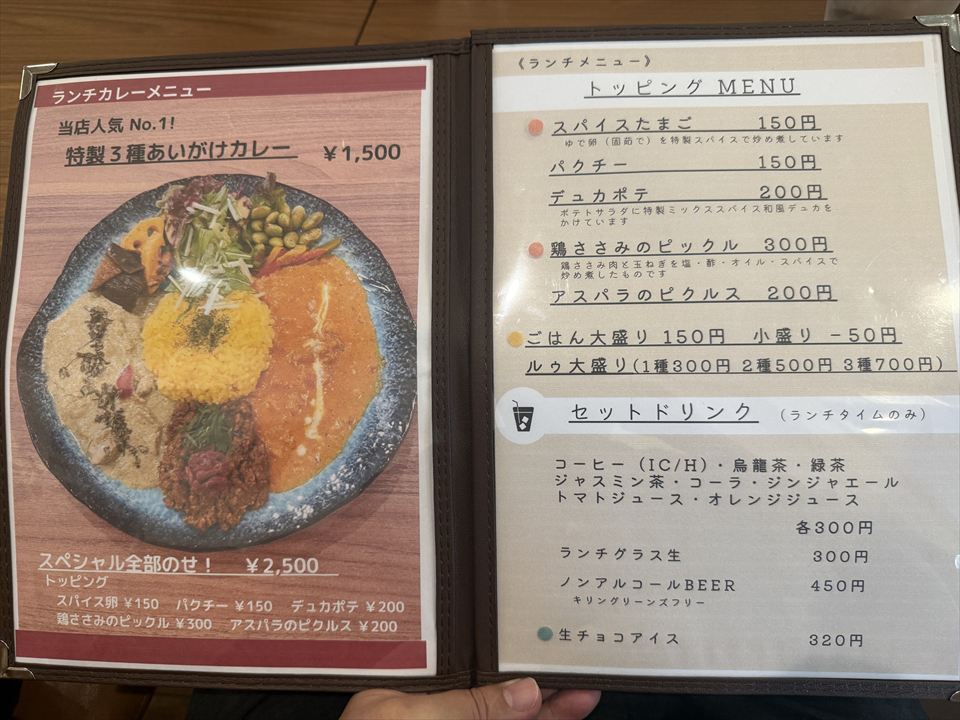 ランチカレーメニュー
当店人気 No.1!
特製3種あいがけカレー ¥1,500
スペシャル全部のせ! ¥2,500
トッピング
スパイス卵 ¥150 パクチー ¥150 デュカポテ ¥200
鶏ささみのピックル ¥300 アスパラのピクルス ¥200
《ランチメニュー》
トッピング MENU
スパイスたまご 150円
ゆで卵(固茹で)を特製スパイスで炒め煮しています
パクチー 150円
デュカポテ 200円
ポテトサラダに特製ミックススパイス和風デュカを
かけています
鶏ささみのピックル 300円
鶏ささみ肉と玉ねぎを塩・酢・オイル・スパイスで
炒め煮したものです
アスパラのピクルス 200円
ごはん大盛り 150円 小盛り -50円
ルゥ大盛り(1種300円 2種500円 3種700円)
セットドリンク (ランチタイムのみ)
コーヒー(IC/H)・烏龍茶・緑茶
ジャスミン茶・コーラ・ジンジャエール
トマトジュース・オレンジジュース
各300円
ランチグラス生 300円
ノンアルコールBEER 450円
キリングリーンズフリー
生チョコアイス 320円